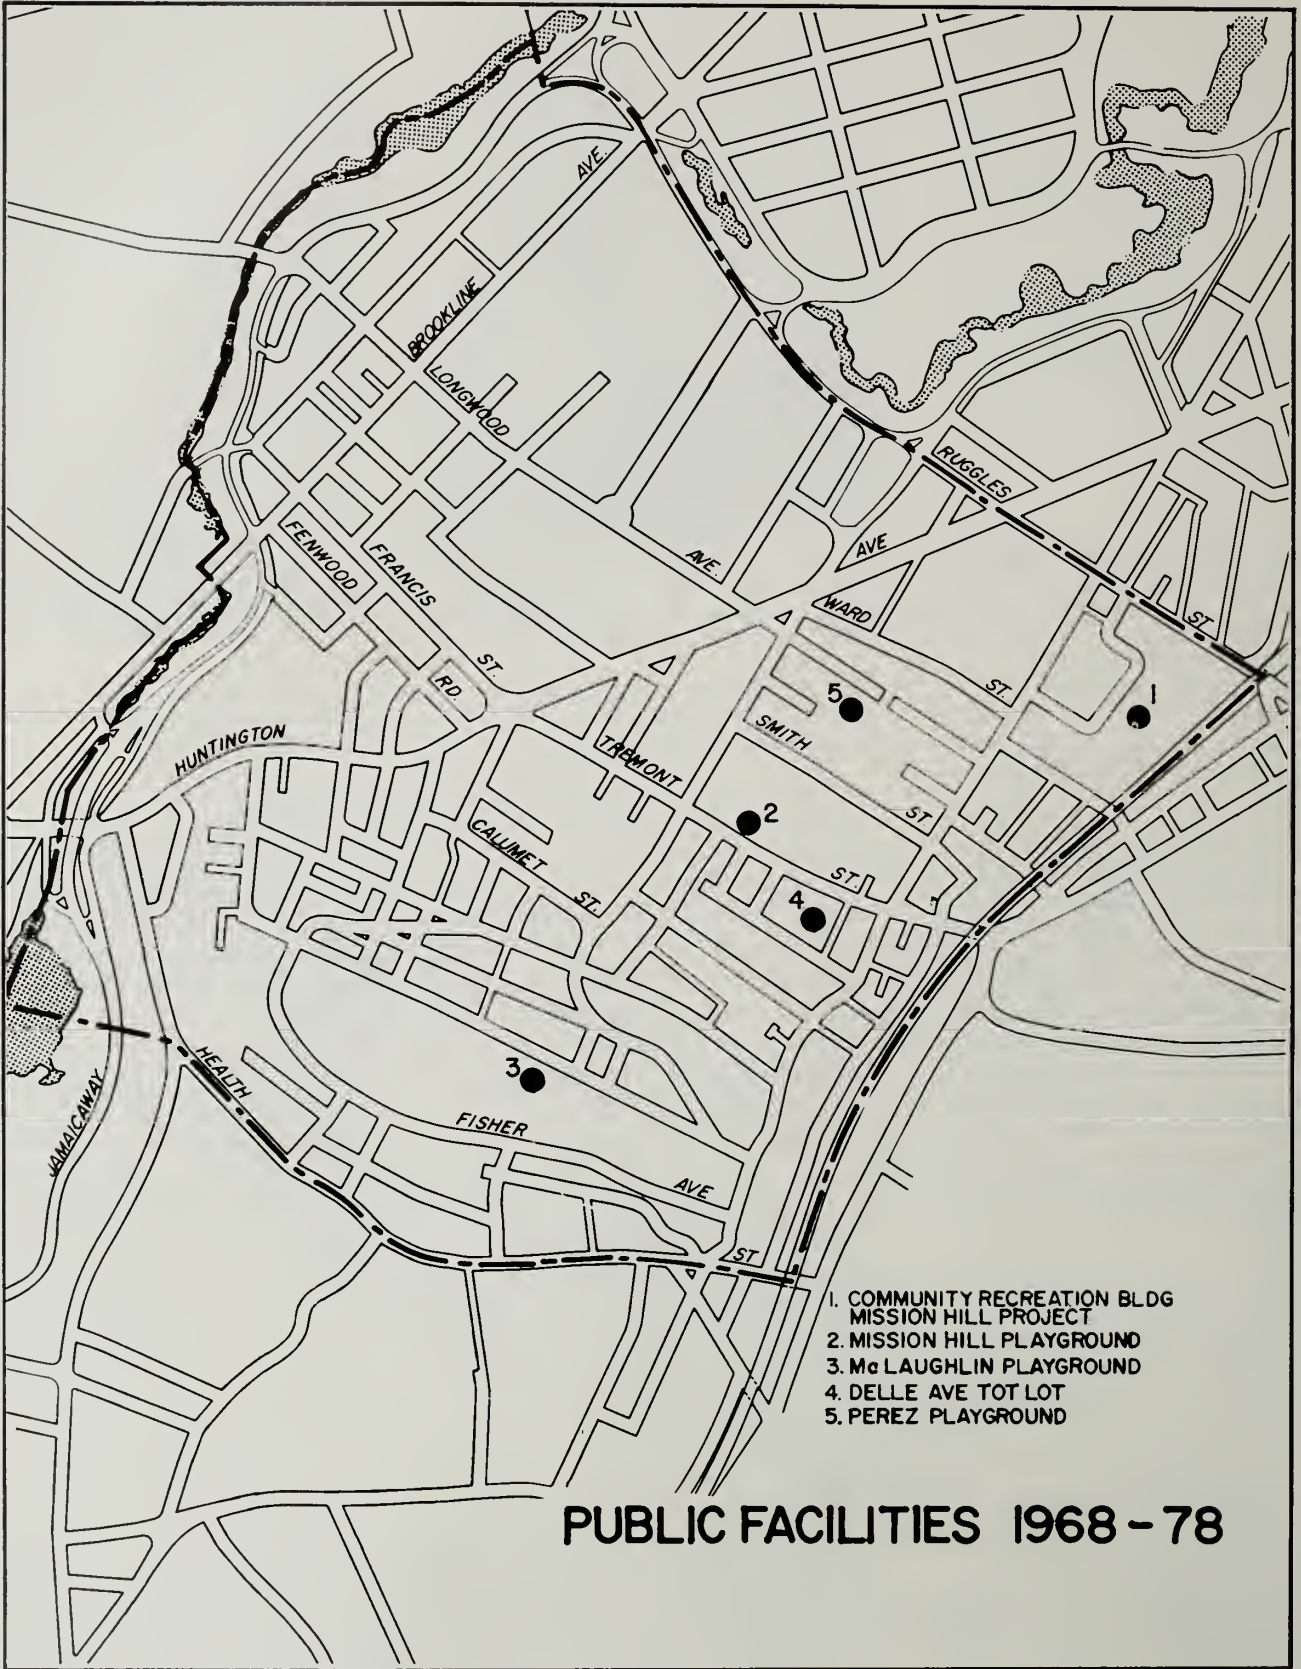 AVE.
BROOKLINE
LONGWOOD
AVE.
RUGGLES
ST.
AVE
WARD
ST.
FENWOOD
RD.
FRANCIS
ST.
5
1
SMITH
ST
HUNTINGTON
TREMONT
ST.
2
CALUMET
ST.
4
3
HEALTH
ST
FISHER
AVE
JAMAICAWAY
1. COMMUNITY RECREATION BLDG
MISSION HILL PROJECT
2. MISSION HILL PLAYGROUND
3. Mc LAUGHLIN PLAYGROUND
4. DELLE AVE TOT LOT
5. PEREZ PLAYGROUND
PUBLIC FACILITIES 1968-78